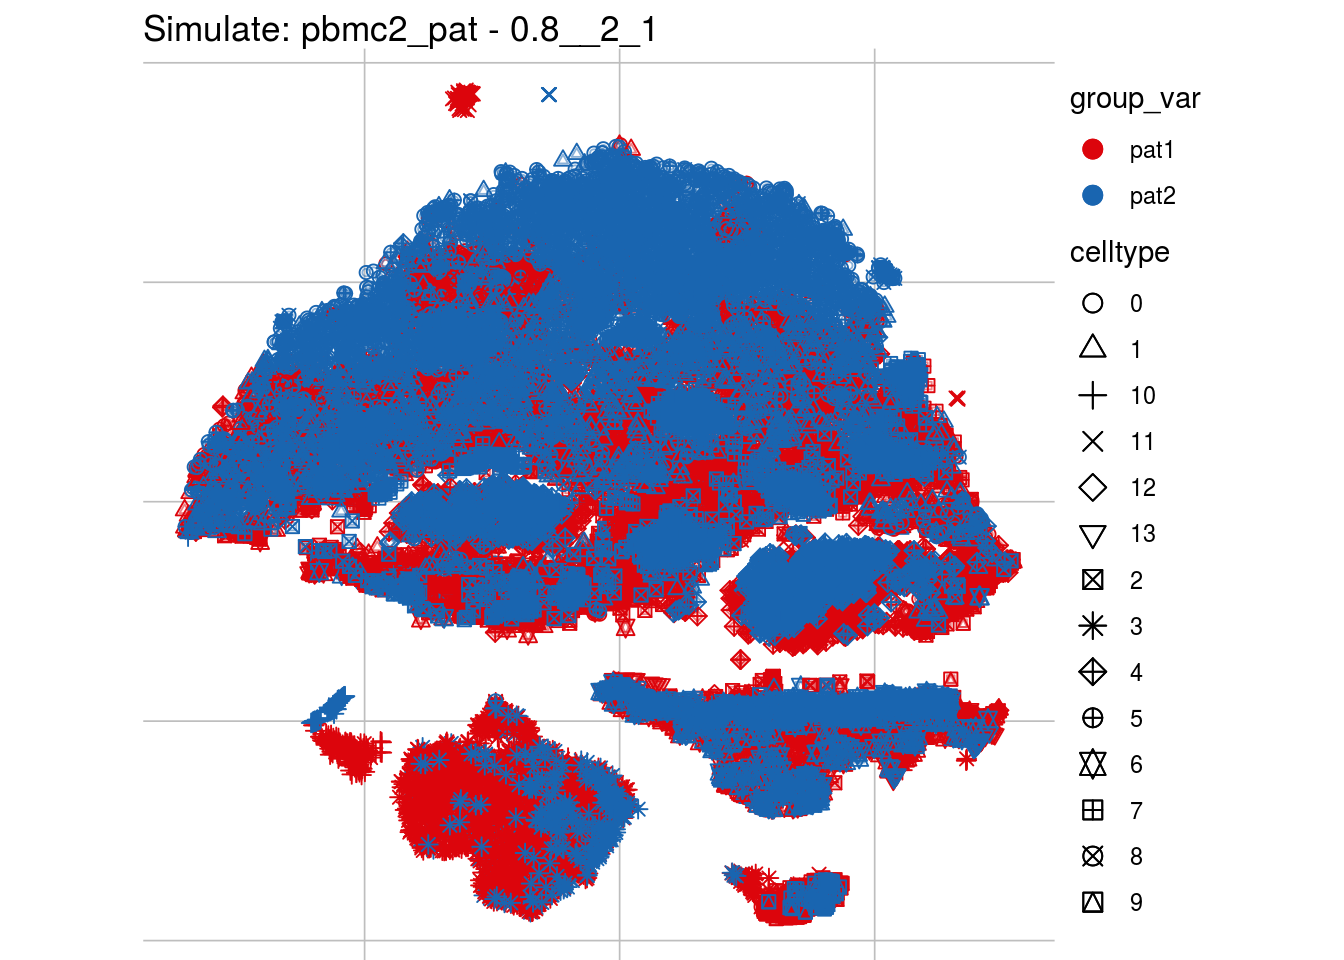 Simulate: pbmc2_pat - 0.8__2_1
group_var
pat1
pat2
celltype
0
1
10
11
12
13
2
3
4
5
6
7
8
9